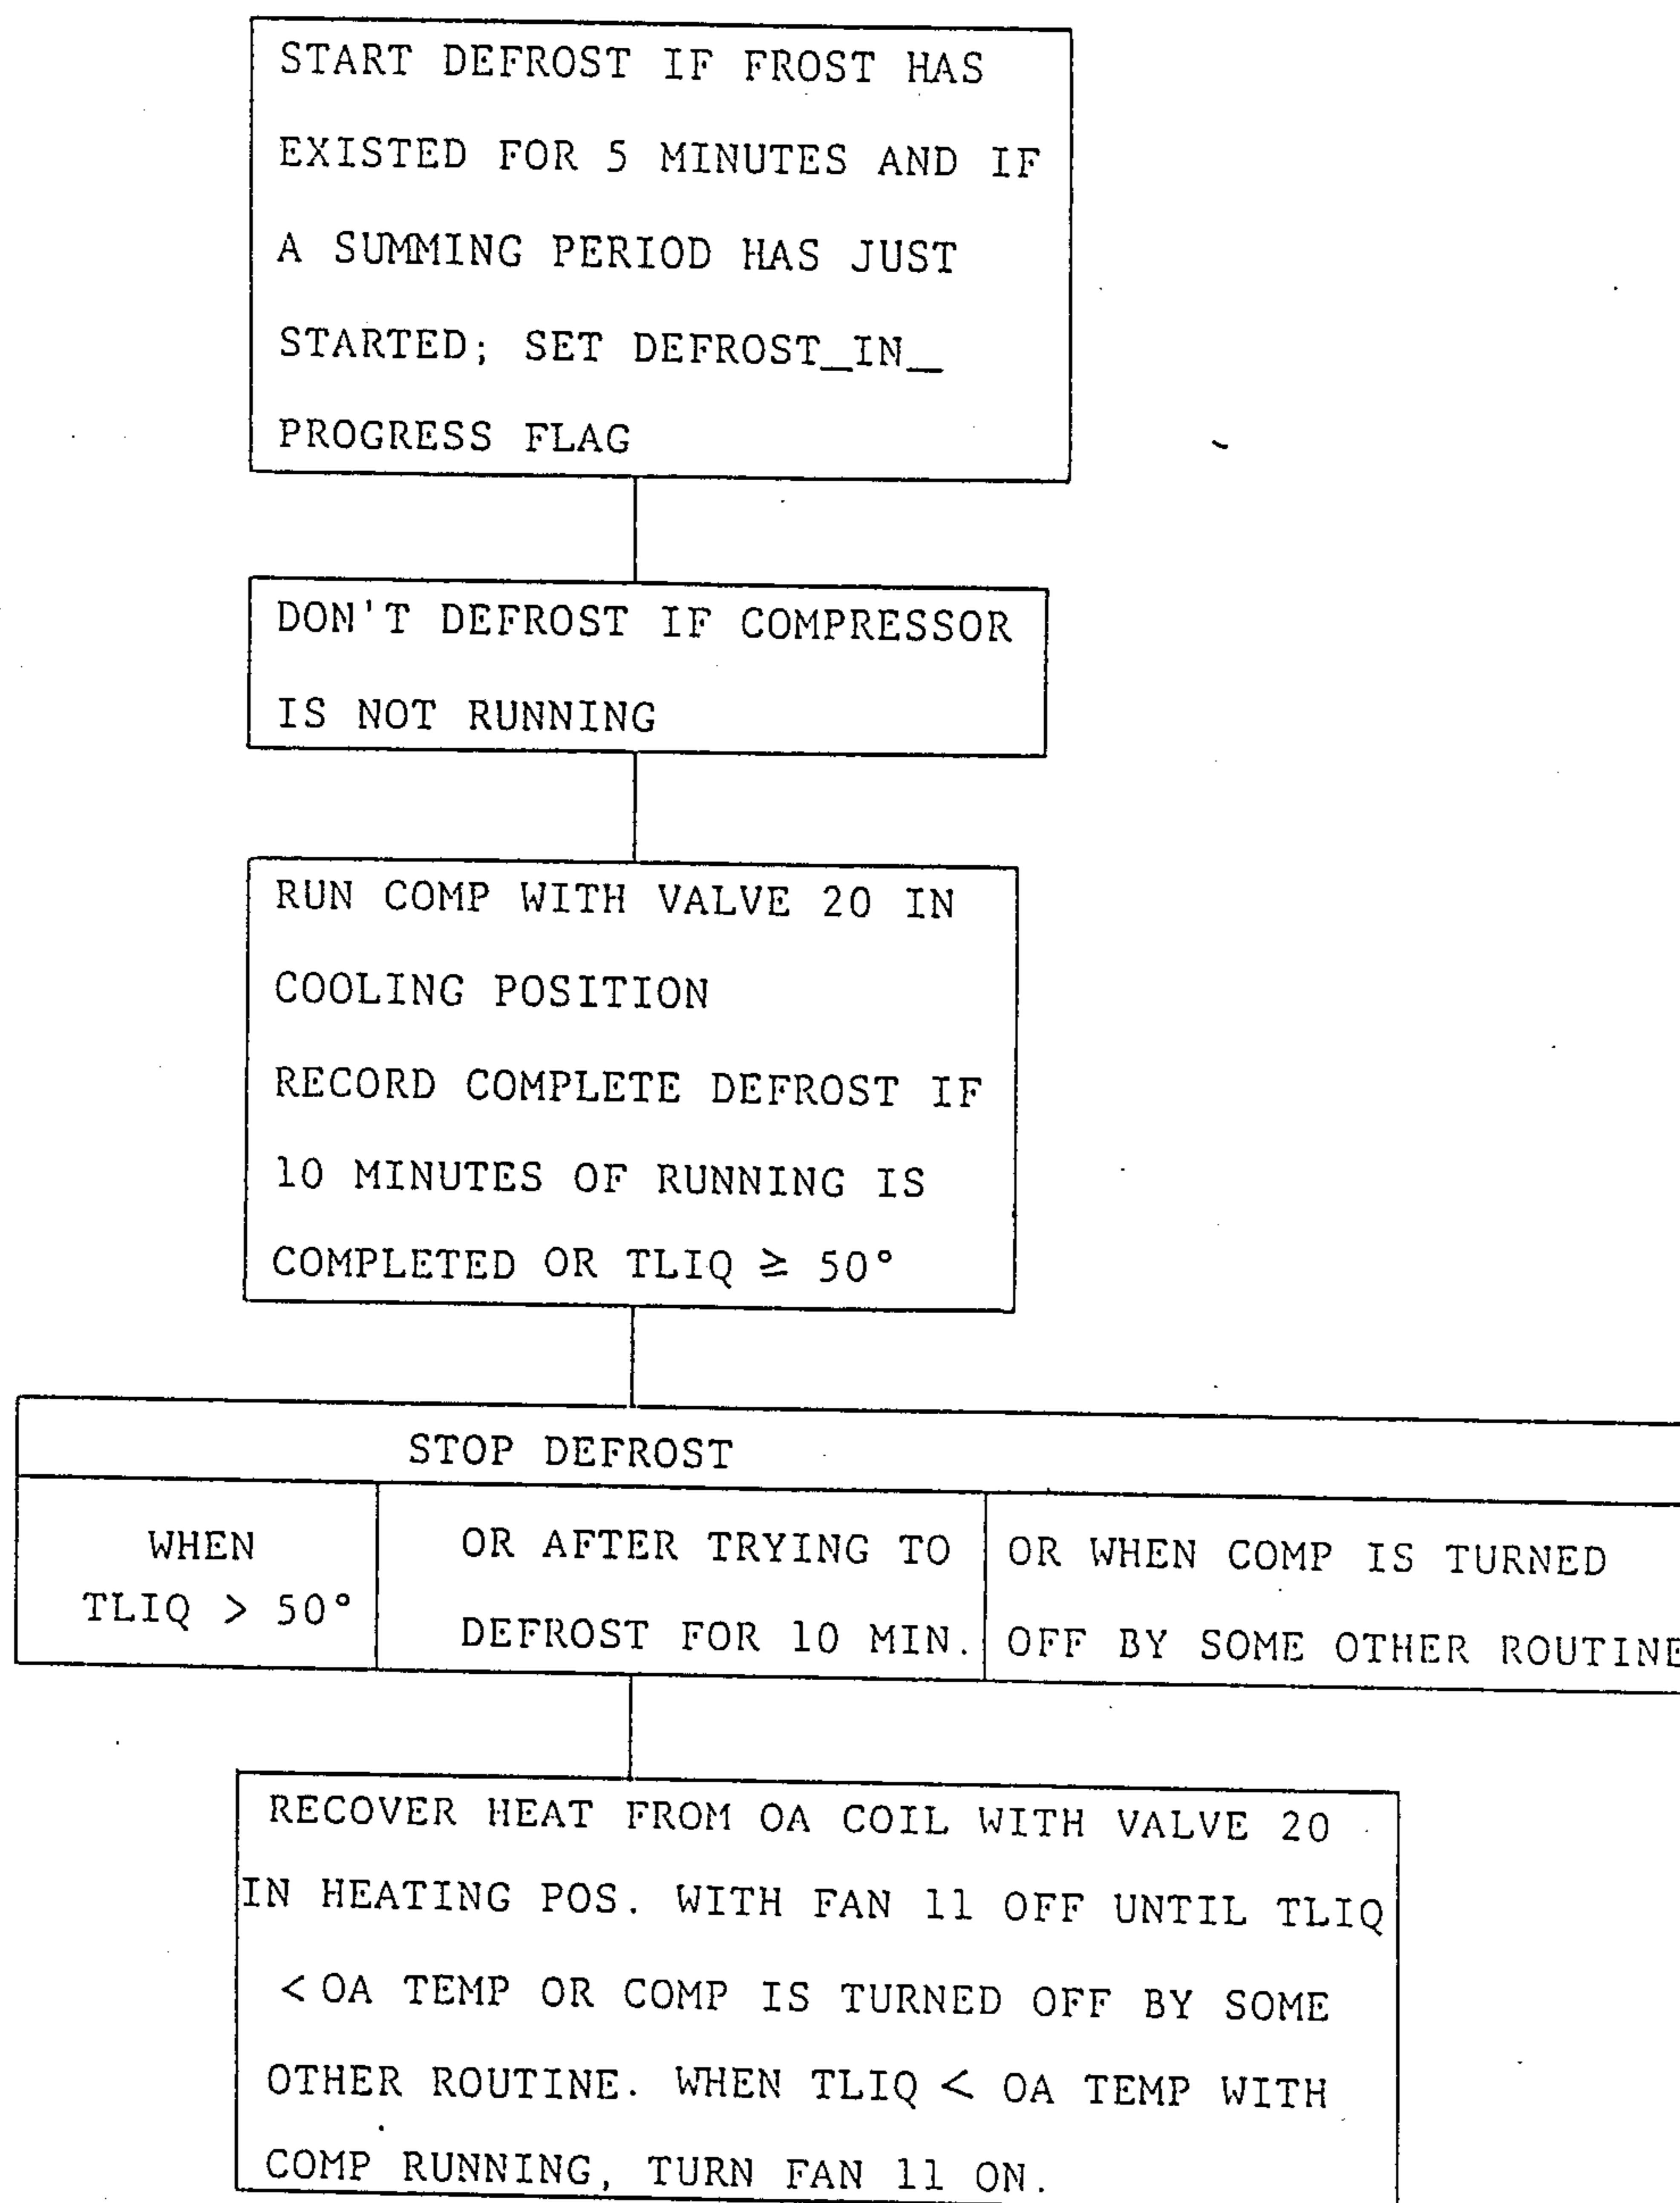 START DEFROST IF FROST HAS
EXISTED FOR 5 MINUTES AND IF
A SUMMING PERIOD HAS JUST
STARTED; SET DEFROST_IN_
PROGRESS FLAG
DON'T DEFROST IF COMPRESSOR
IS NOT RUNNING
RUN COMP WITH VALVE 20 IN
COOLING POSITION
RECORD COMPLETE DEFROST IF
10 MINUTES OF RUNNING IS
COMPLETED OR TLIQ ≥ 50°
STOP DEFROST
WHEN
TLIQ > 50°
OR AFTER TRYING TO
DEFROST FOR 10 MIN.
OR WHEN COMP IS TURNED
OFF BY SOME OTHER ROUTINE
RECOVER HEAT FROM OA COIL WITH VALVE 20
IN HEATING POS. WITH FAN 11 OFF UNTIL TLIQ
< OA TEMP OR COMP IS TURNED OFF BY SOME
OTHER ROUTINE. WHEN TLIQ < OA TEMP WITH
COMP RUNNING, TURN FAN 11 ON.